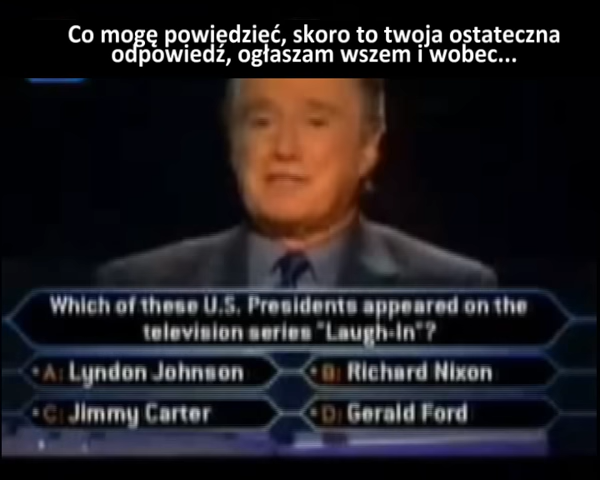 Co mogę powiedzieć, skoro to twoja ostateczna
odpowiedź, ogłaszam wszem i wobec...
Which of these U.S. Presidents appeared on the
television series "Laugh-In"?
A: Lyndon Johnson
B: Richard Nixon
C: Jimmy Carter
D: Gerald Ford